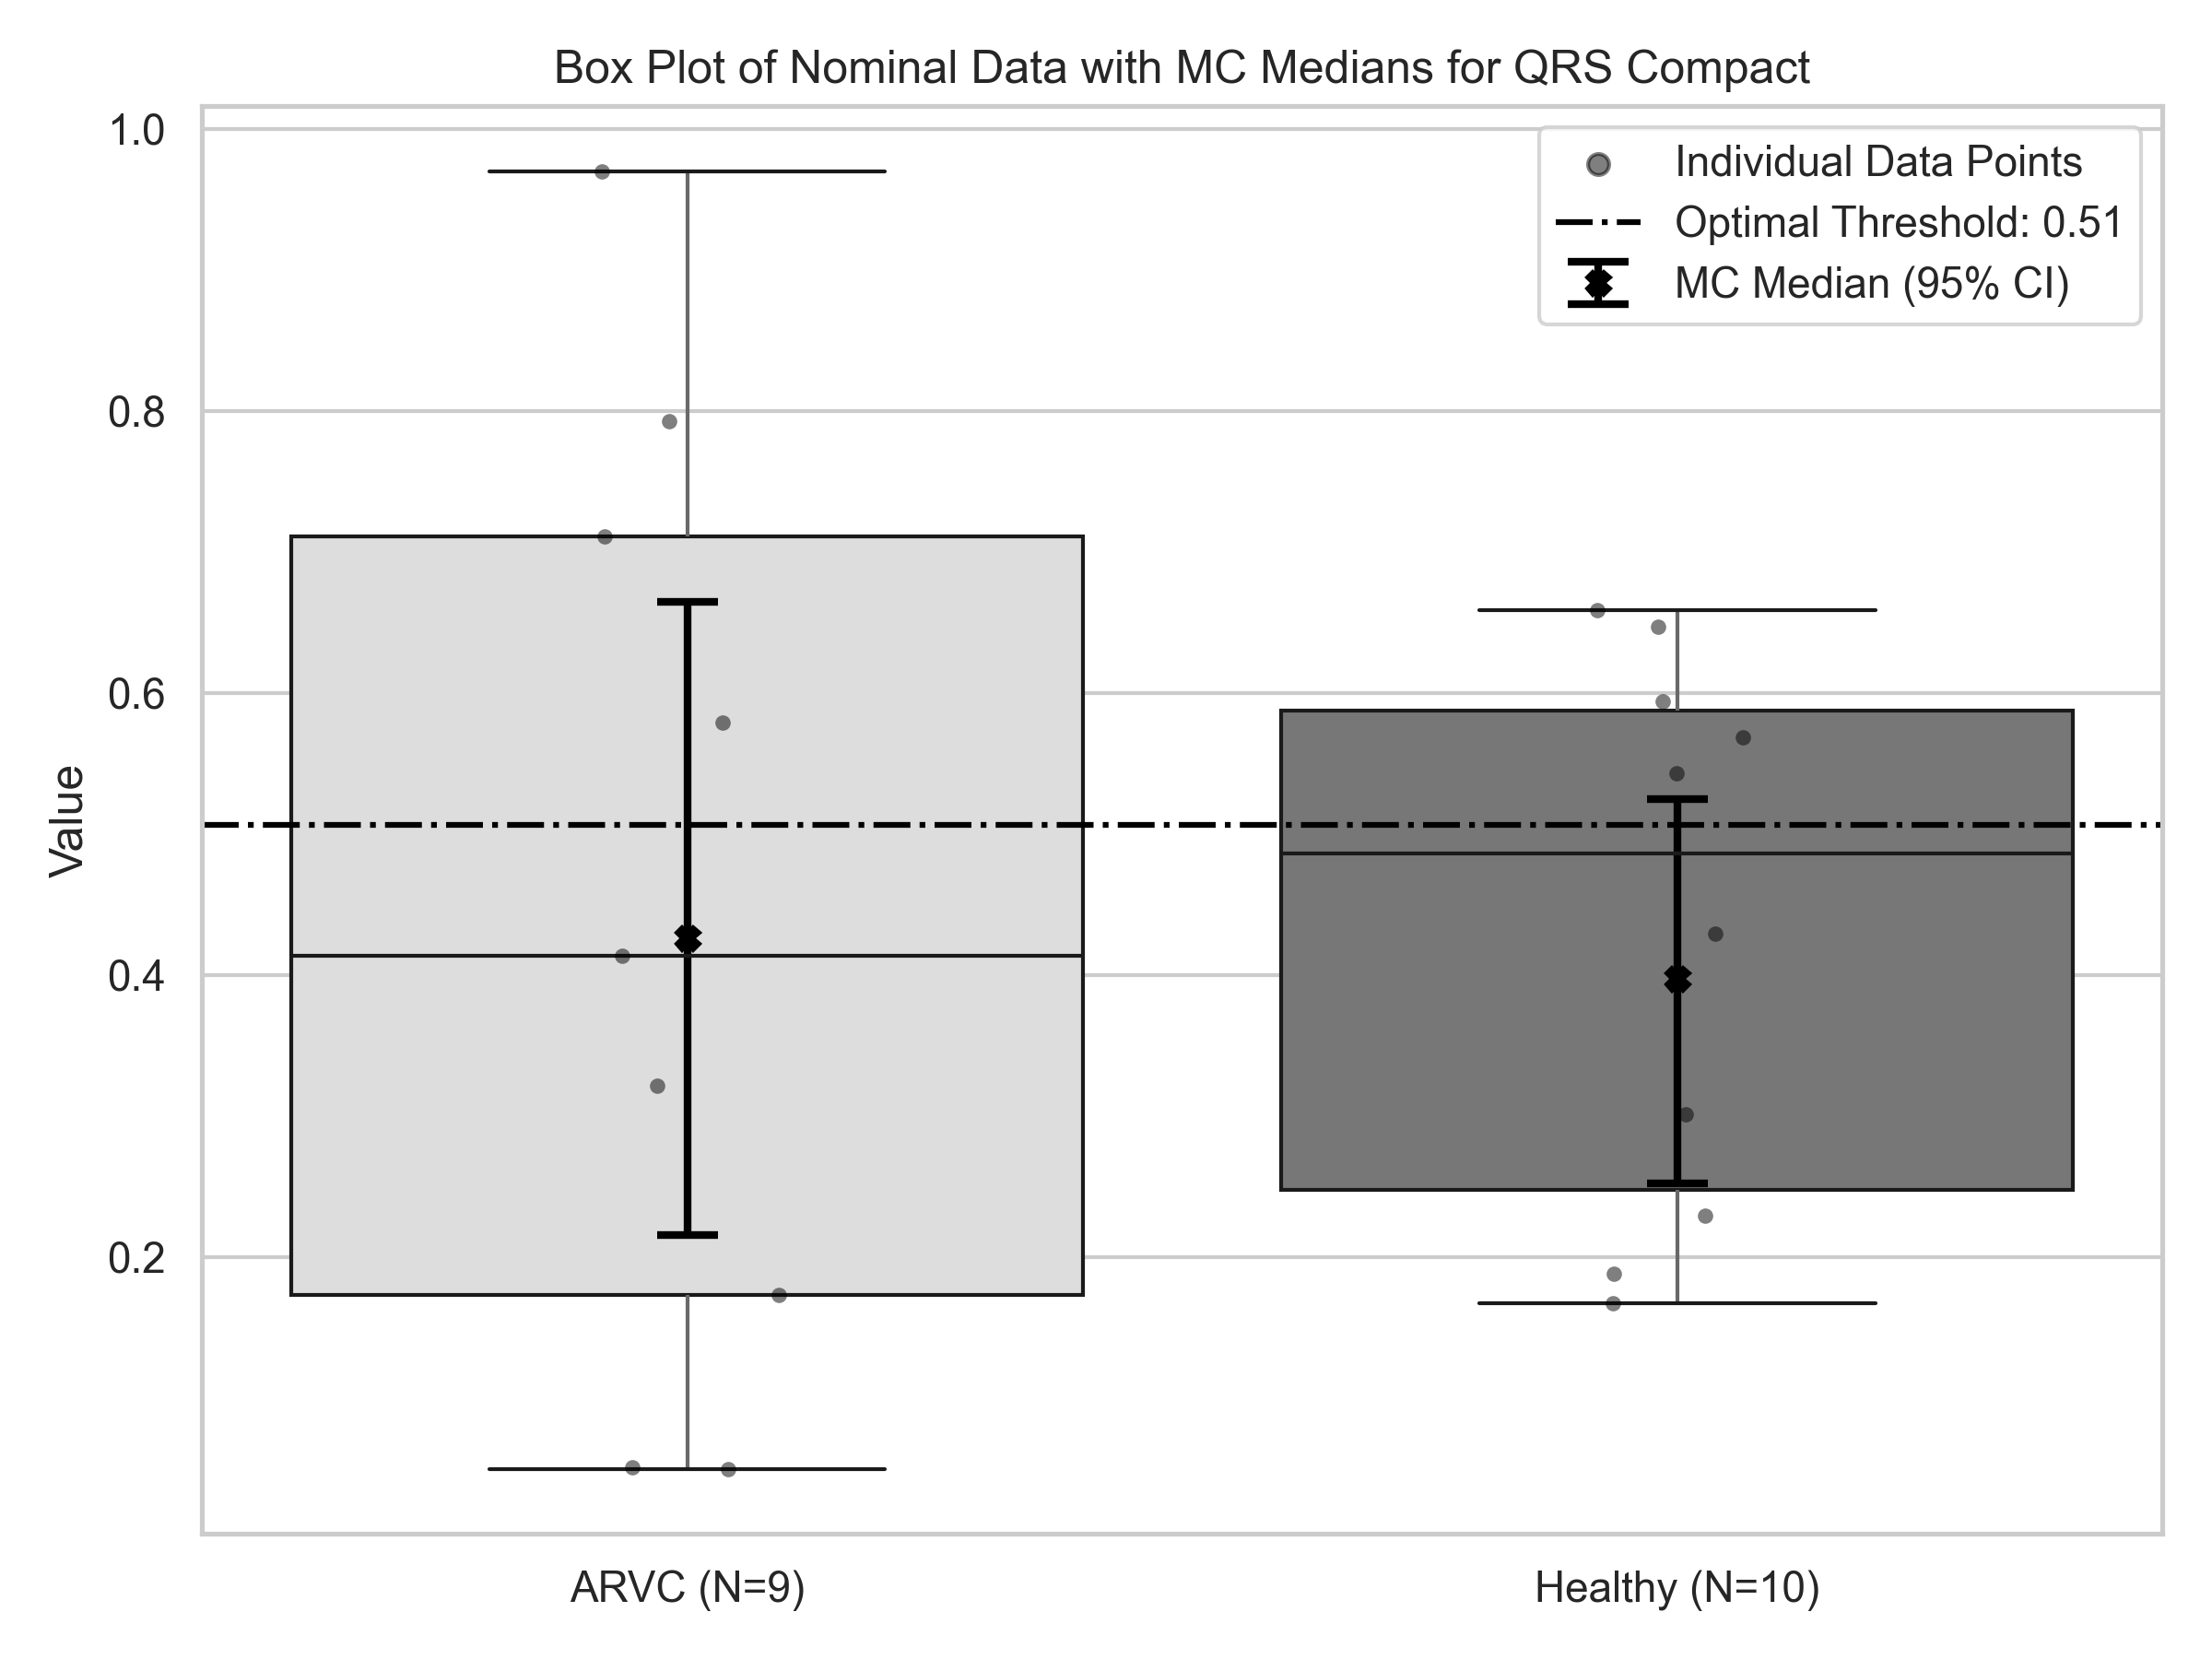 Box Plot of Nominal Data with MC Medians for QRS Compact
1.0
0.8
0.6
0.4
0.2
Value
Individual Data Points
Optimal Threshold: 0.51
MC Median (95% CI)
ARVC (N=9)
Healthy (N=10)